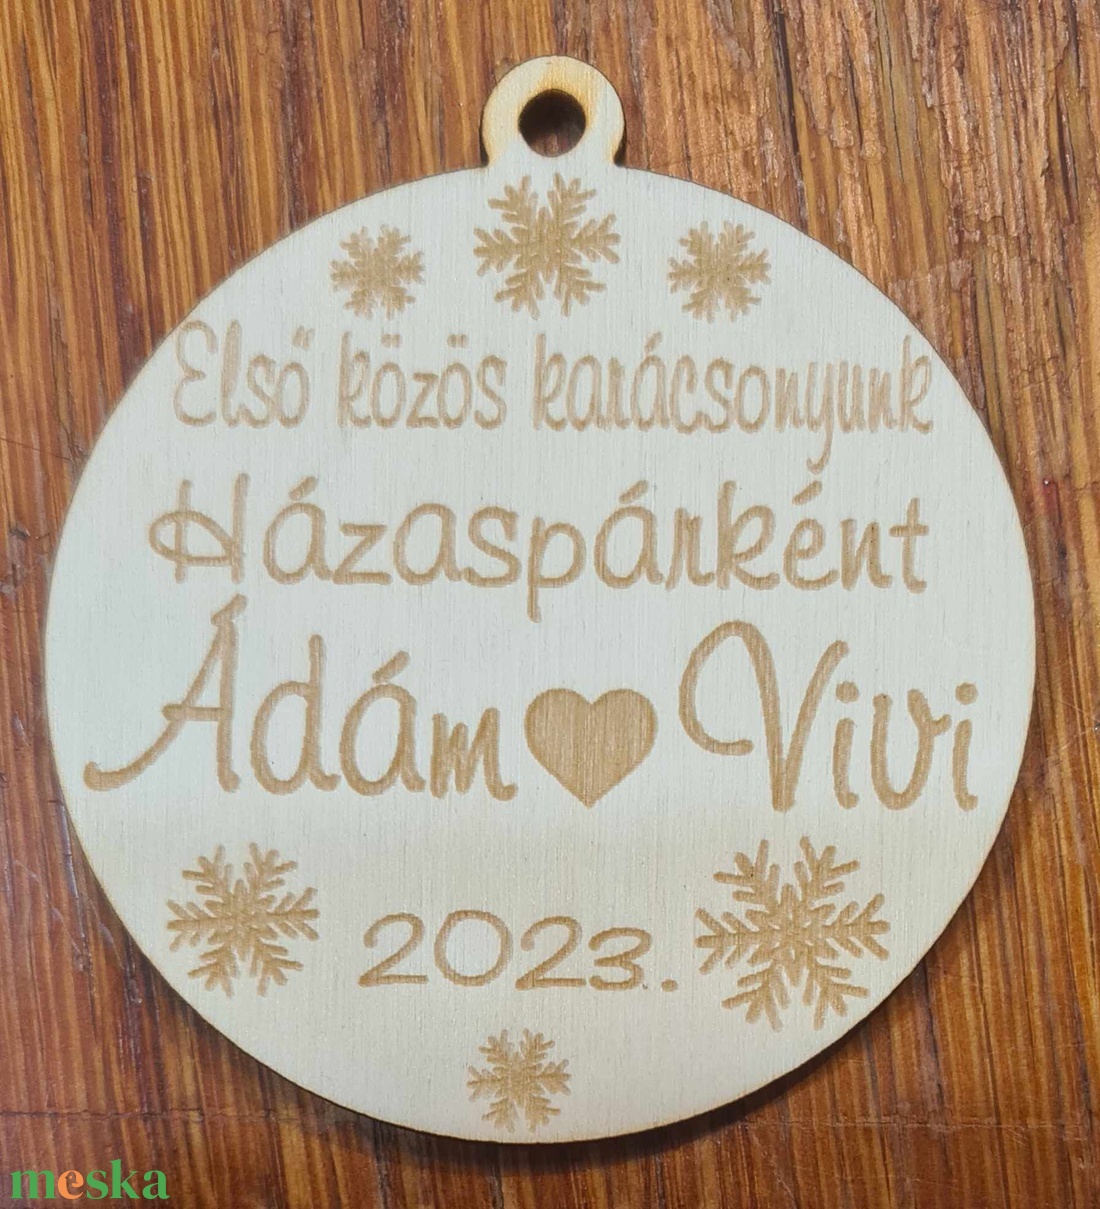 Első közös karácsonyunk
Házaspárként
Ádám Vivi
2023.
meska